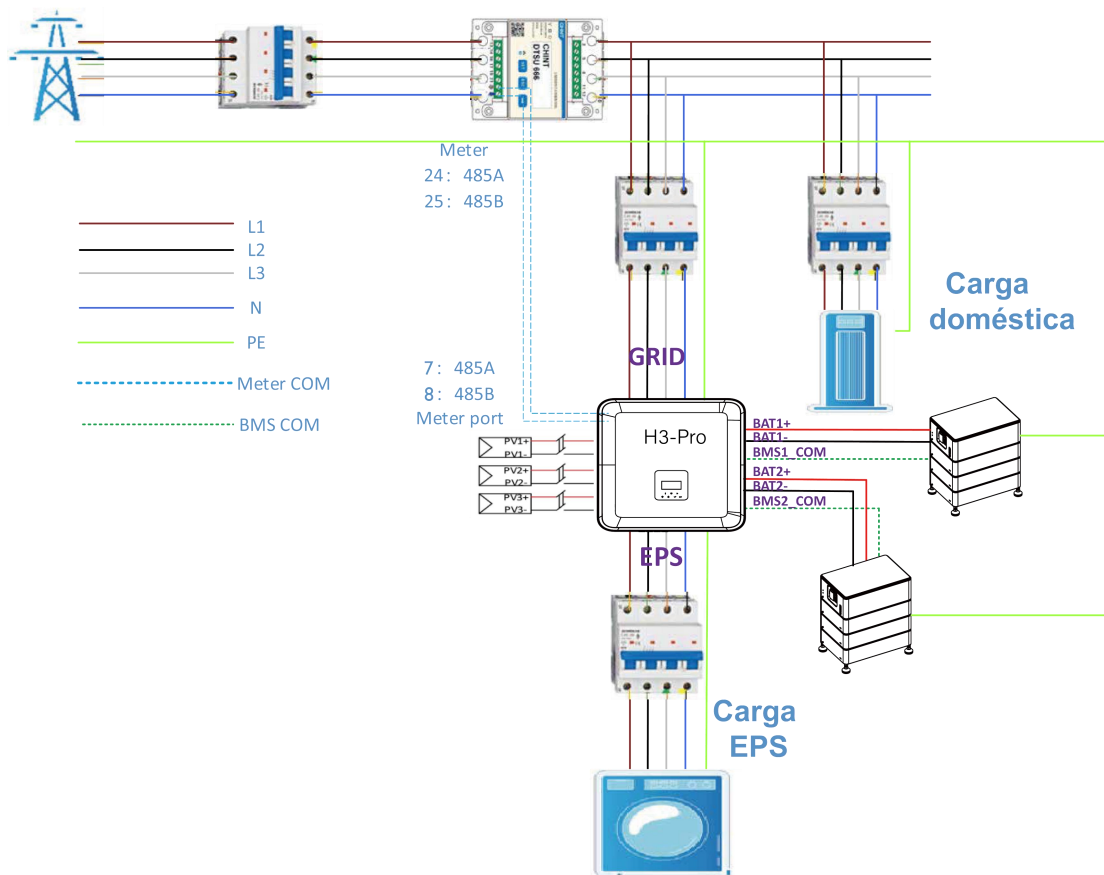 CHINT
DTSU 666
Meter
24: 485A
25: 485B
L1
L2
L3
N
PE
Meter COM
BMS COM
Carga
doméstica
GRID
7: 485A
8: 485B
Meter port
H3-Pro
PV1+
PV1-
PV2+
PV2-
PV3+
PV3-
BAT1+
BAT1-
BMS1_COM
BAT2+
BAT2-
BMS2_COM
EPS
Carga
EPS